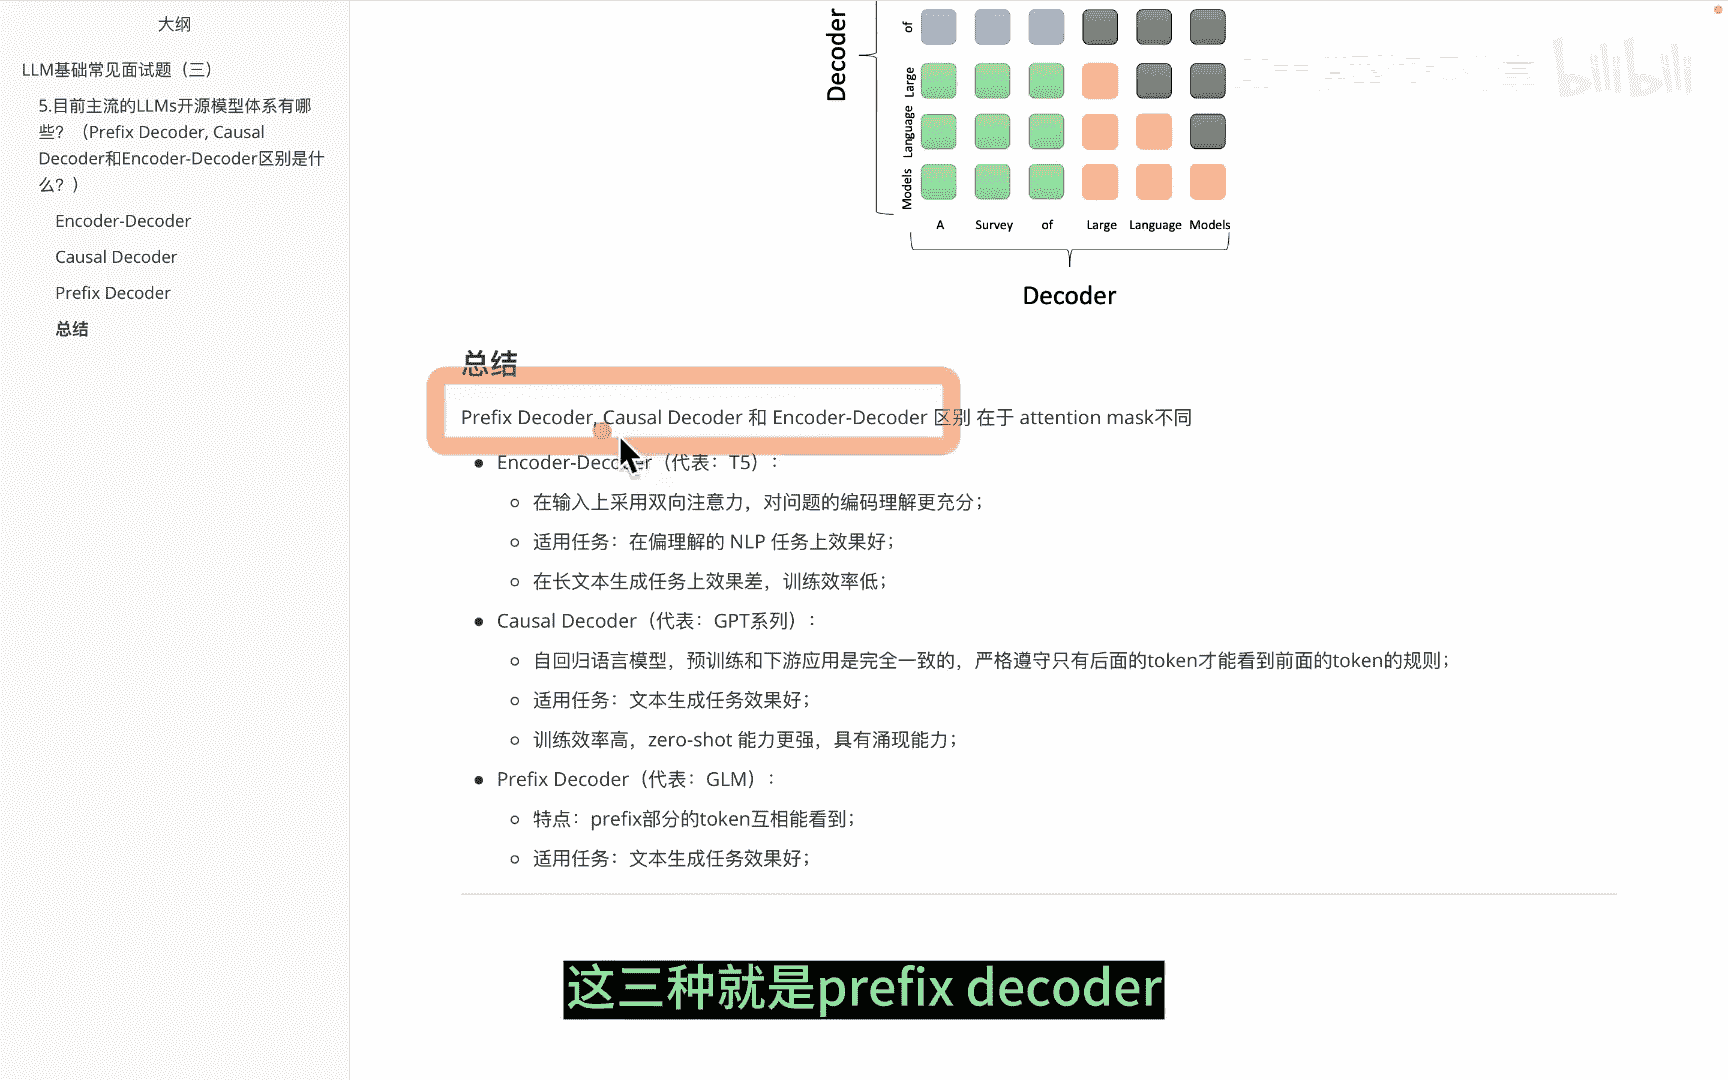 大纲
LLM基础常见面试题（三）
5.目前主流的LLMs开源模型体系有哪
些？（Prefix Decoder, Causal
Decoder和Encoder-Decoder区别是什
么？）
Encoder-Decoder
Causal Decoder
Prefix Decoder
总结
Decoder
of
Large
Language
Models
A Survey of Large Language Models
Decoder
bilibili
总结
Prefix Decoder, Causal Decoder 和 Encoder-Decoder 区别 在于 attention mask不同
Encoder-Decoder（代表：T5）：
在输入上采用双向注意力，对问题的编码理解更充分；
适用任务：在偏理解的 NLP 任务上效果好；
在长文本生成任务上效果差，训练效率低；
Causal Decoder（代表：GPT系列）：
自回归语言模型，预训练和下游应用是完全一致的，严格遵守只有后面的token才能看到前面的token的规则；
适用任务：文本生成任务效果好；
训练效率高，zero-shot 能力更强，具有涌现能力；
Prefix Decoder（代表：GLM）：
特点：prefix部分的token互相能看到；
适用任务：文本生成任务效果好；
这三种就是prefix decoder